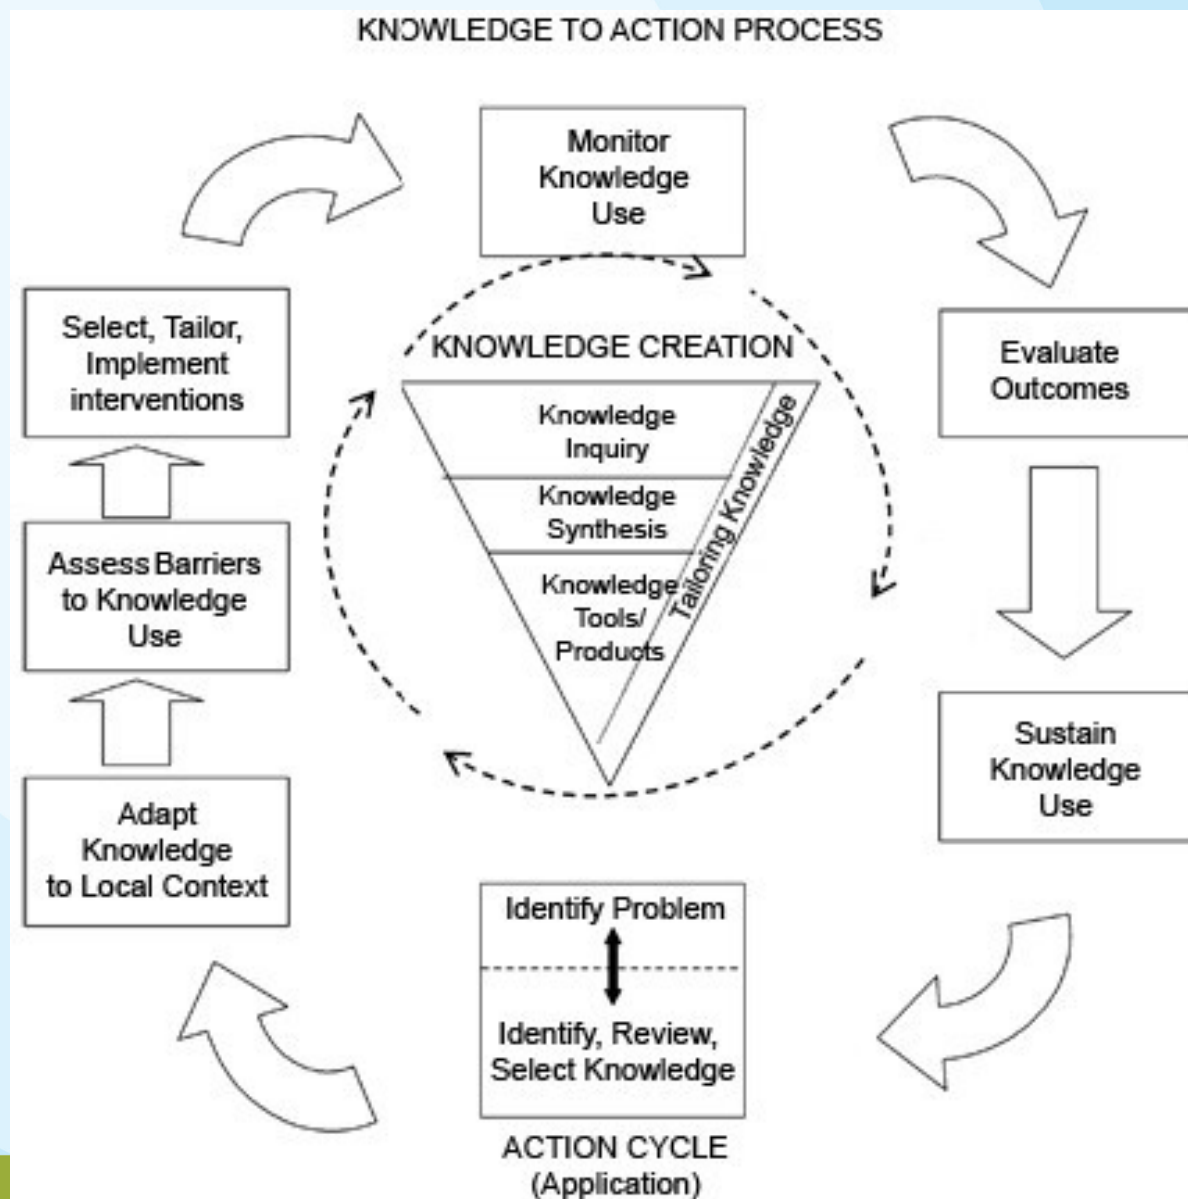 KNOWLEDGE TO ACTION PROCESS
Monitor
Knowledge
Use
Select, Tailor,
Implement
interventions
Evaluate
Outcomes
KNOWLEDGE CREATION
Knowledge
Inquiry
Knowledge
Synthesis
Knowledge
Tools/
Products
Tailoring Knowledge
Assess Barriers
to Knowledge
Use
Sustain
Knowledge
Use
Adapt
Knowledge
to Local Context
Identify Problem
Identify, Review,
Select Knowledge
ACTION CYCLE
(Application)